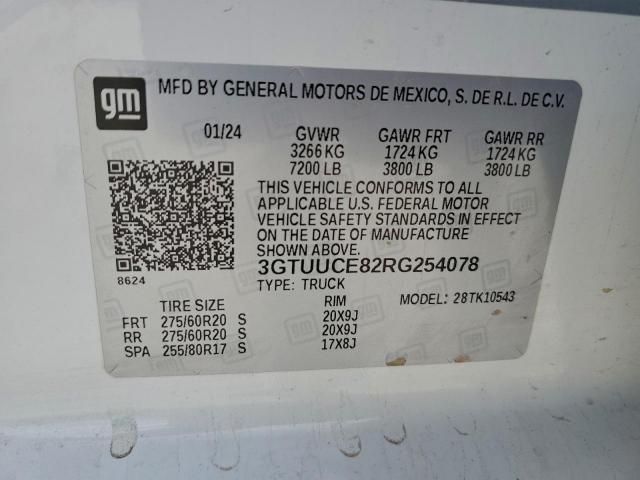 gm
MFD BY GENERAL MOTORS DE MEXICO, S. DE R.L. DE C.V.
01/24 GVWR GAWR FRT GAWR RR
3266 KG 1724 KG 1724 KG
7200 LB 3800 LB 3800 LB
THIS VEHICLE CONFORMS TO ALL
APPLICABLE U.S. FEDERAL MOTOR
VEHICLE SAFETY STANDARDS IN EFFECT
ON THE DATE OF MANUFACTURE
SHOWN ABOVE.
8624
3GTUUCE82RG254078
TYPE: TRUCK MODEL: 28TK10543
TIRE SIZE RIM
FRT 275/60R20 S 20X9J
RR 275/60R20 S 20X9J
SPA 255/80R17 S 17X8J